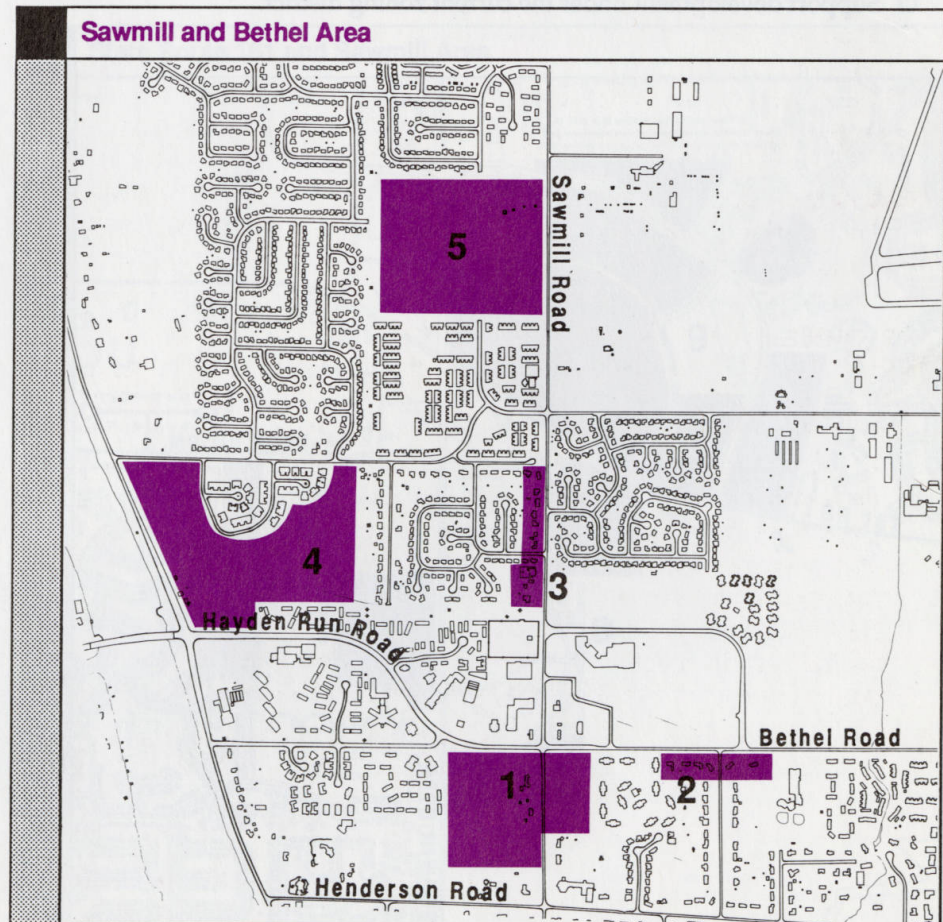 Sawmill and Bethel Area
5
Sawmill Road
4
3
Hayden Run Road
Bethel Road
1
2
Henderson Road